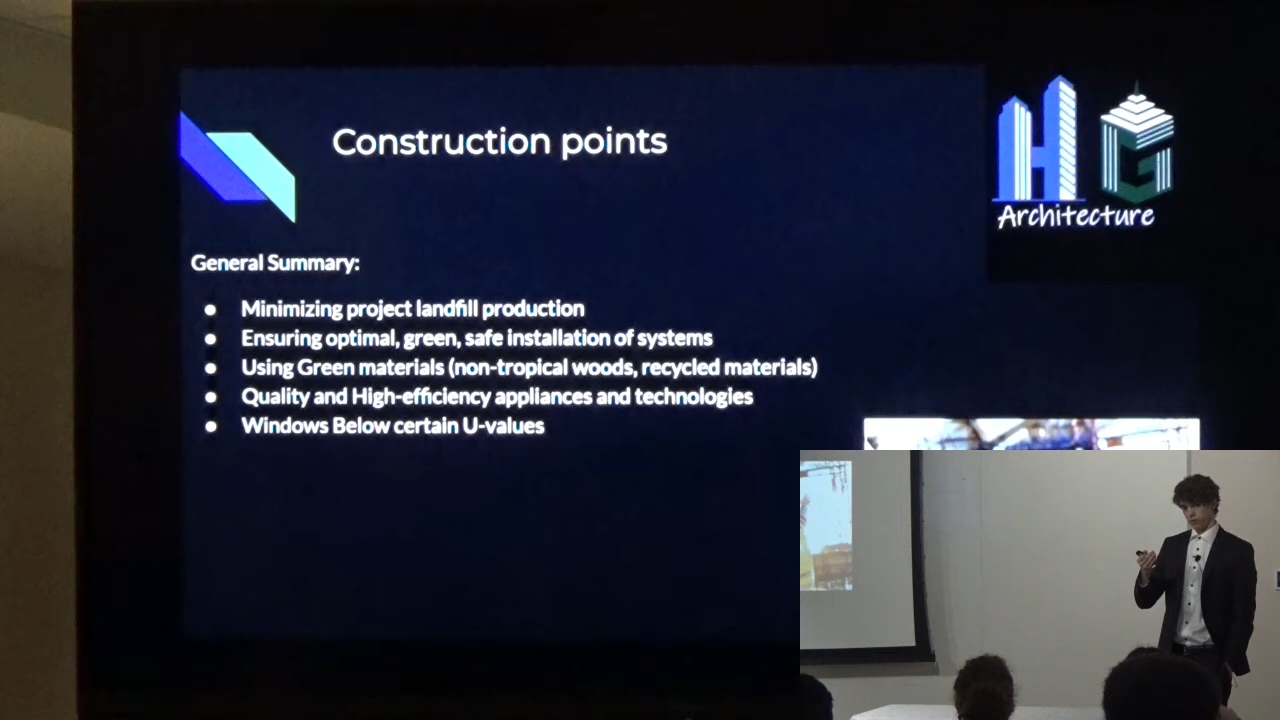 Construction points
HG
Architecture
General Summary:
● Minimizing project landfill production
● Ensuring optimal, green, safe installation of systems
● Using Green materials (non-tropical woods, recycled materials)
● Quality and High-efficiency appliances and technologies
● Windows Below certain U-values